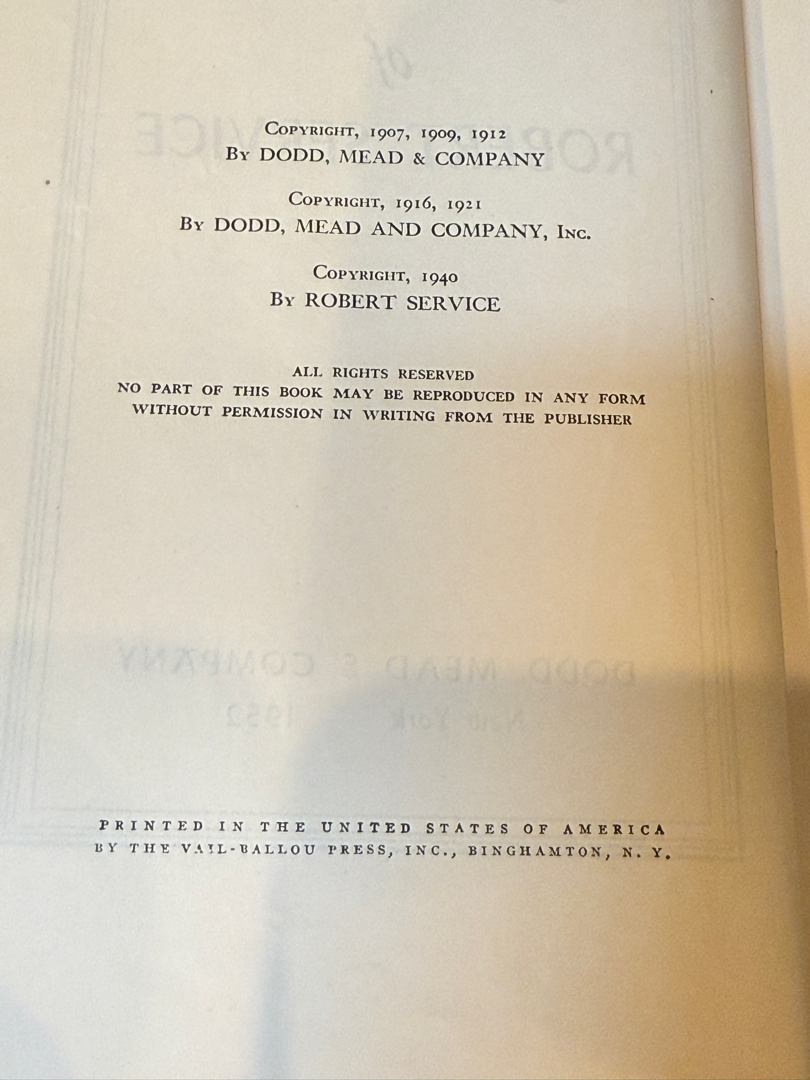 COPYRIGHT, 1907, 1909, 1912
BY DODD, MEAD & COMPANY
COPYRIGHT, 1916, 1921
BY DODD, MEAD AND COMPANY, INC.
COPYRIGHT, 1940
BY ROBERT SERVICE
ALL RIGHTS RESERVED
NO PART OF THIS BOOK MAY BE REPRODUCED IN ANY FORM
WITHOUT PERMISSION IN WRITING FROM THE PUBLISHER
PRINTED IN THE UNITED STATES OF AMERICA
BY THE VAIL-BALLOU PRESS, INC., BINGHAMTON, N. Y.